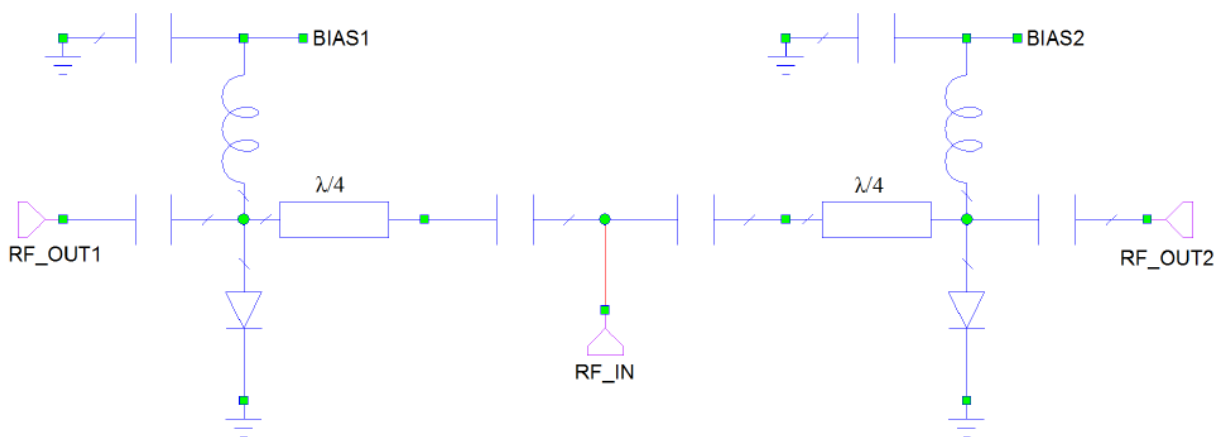 BIAS1
BIAS2
λ/4
λ/4
RF_OUT1
RF_OUT2
RF_IN